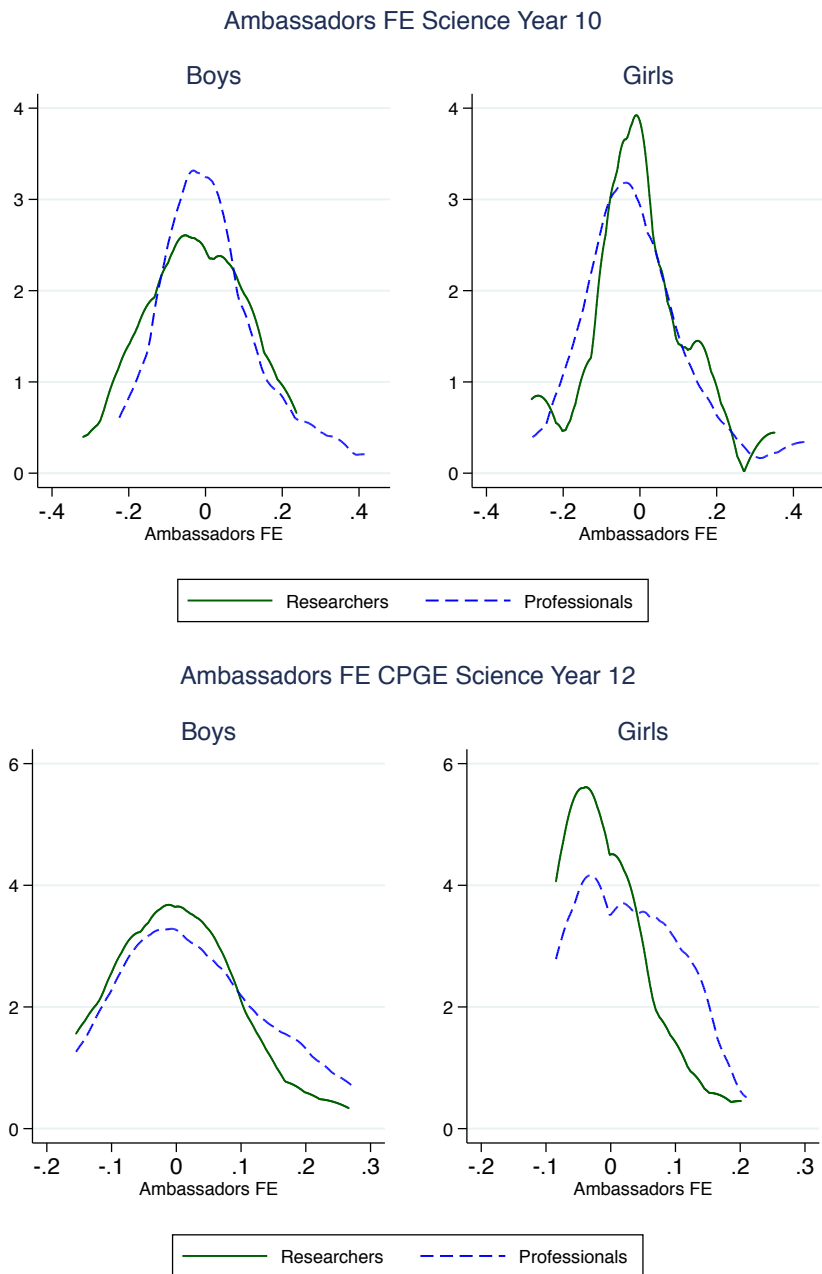 Ambassadors FE Science Year 10
Boys
Girls
4
3
2
1
0
-.4 -.2 0 .2 .4
Ambassadors FE
4
3
2
1
0
-.4 -.2 0 .2 .4
Ambassadors FE
Researchers Professionals
Ambassadors FE CPGE Science Year 12
Boys
Girls
6
4
2
0
-.2 -.1 0 .1 .2 .3
Ambassadors FE
6
4
2
0
-.2 -.1 0 .1 .2 .3
Ambassadors FE
Researchers Professionals